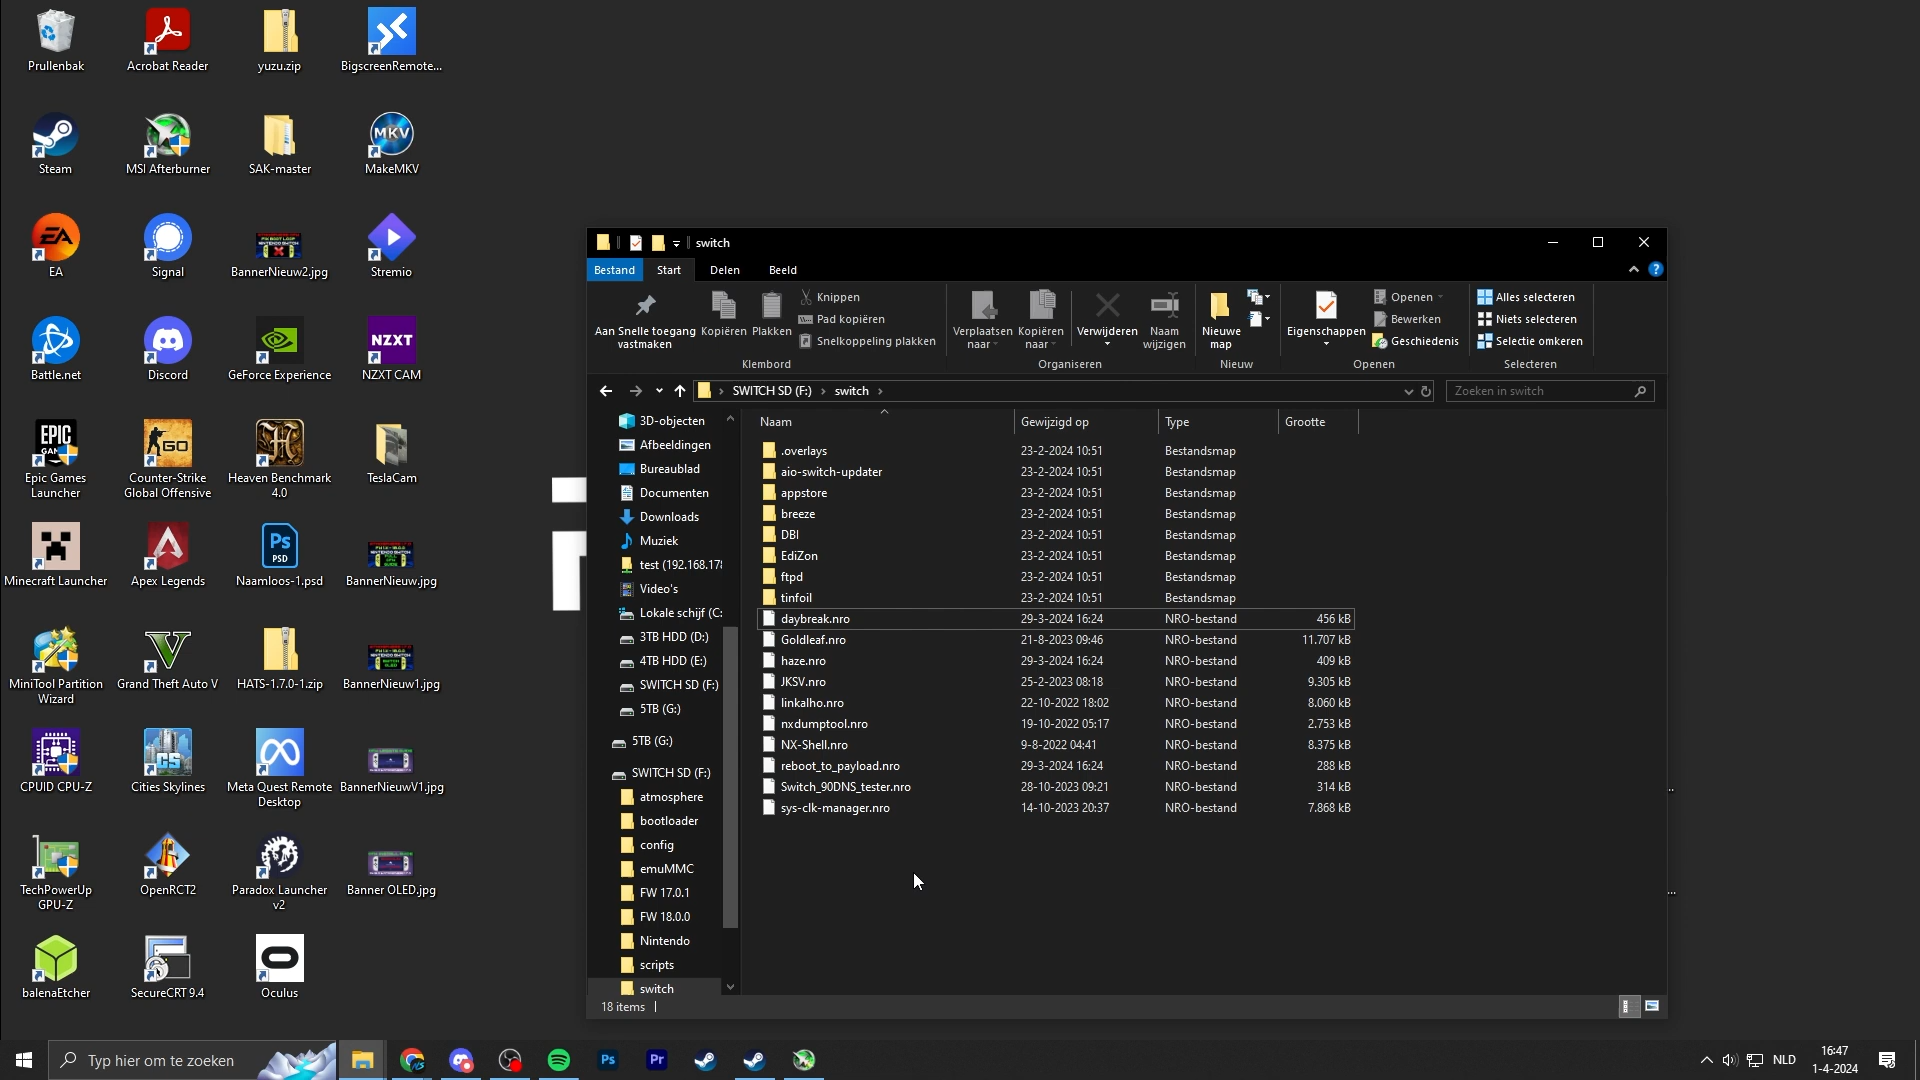 Prullenbak
Acrobat Reader
yuzu.zip
BigscreenRemote...
Steam
MSI Afterburner
SAK-master
MKV
MakeMKV
EA
EA
Signal
BannerNieuw2.jpg
Stremio
Battle.net
Discord
GeForce Experience
NZXT
NZXT CAM
EPIC
Epic Games
Launcher
GO
Counter-Strike
Global Offensive
Heaven Benchmark
4.0
TeslaCam
Minecraft Launcher
Apex Legends
Ps
PSD
Naamloos-1.psd
BannerNieuw.jpg
MiniTool Partition
Wizard
Grand Theft Auto V
HATS-1.7.0-1.zip
BannerNieuw1.jpg
CPUID CPU-Z
CS
Cities Skylines
Meta Quest Remote
Desktop
BannerNieuwV1.jpg
TechPowerUp
GPU-Z
OpenRCT2
Paradox Launcher
v2
Banner OLED.jpg
balenaEtcher
SecureCRT 9.4
Oculus
switch
Bestand Start Delen Beeld
Aan Snelle toegang
vastmaken
Kopiëren
Plakken
Knippen
Pad kopiëren
Snelkoppeling plakken
Klembord
Verplaatsen
naar
Kopiëren
naar
Verwijderen
Naam
wijzigen
Organiseren
Nieuwe
map
Nieuw
Eigenschappen
Openen
Bewerken
Geschiedenis
Openen
Alles selecteren
Niets selecteren
Selectie omkeren
Selecteren
SWITCH SD (F:) › switch ›
Zoeken in switch
3D-objecten
Afbeeldingen
Bureaublad
Documenten
Downloads
Muziek
test (192.168.178
Video's
Lokale schijf (C:
3TB HDD (D:)
4TB HDD (E:)
SWITCH SD (F:)
5TB (G:)
5TB (G:)
SWITCH SD (F:)
atmosphere
bootloader
config
emuMMC
FW 17.0.1
FW 18.0.0
Nintendo
scripts
switch
Naam Gewijzigd op Type Grootte
.overlays 23-2-2024 10:51 Bestandsmap
aio-switch-updater 23-2-2024 10:51 Bestandsmap
appstore 23-2-2024 10:51 Bestandsmap
breeze 23-2-2024 10:51 Bestandsmap
DBI 23-2-2024 10:51 Bestandsmap
EdiZon 23-2-2024 10:51 Bestandsmap
ftpd 23-2-2024 10:51 Bestandsmap
tinfoil 23-2-2024 10:51 Bestandsmap
daybreak.nro 29-3-2024 16:24 NRO-bestand 456 kB
Goldleaf.nro 21-8-2023 09:46 NRO-bestand 11.707 kB
haze.nro 29-3-2024 16:24 NRO-bestand 409 kB
JKSV.nro 25-2-2023 08:18 NRO-bestand 9.305 kB
linkalho.nro 22-10-2022 18:02 NRO-bestand 8.060 kB
nxdumptool.nro 19-10-2022 05:17 NRO-bestand 2.753 kB
NX-Shell.nro 9-8-2022 04:41 NRO-bestand 8.375 kB
reboot_to_payload.nro 29-3-2024 16:24 NRO-bestand 288 kB
Switch_90DNS_tester.nro 28-10-2023 09:21 NRO-bestand 314 kB
sys-clk-manager.nro 14-10-2023 20:37 NRO-bestand 7.868 kB
18 items
Typ hier om te zoeken
Ps
Pr
NLD
16:47
1-4-2024